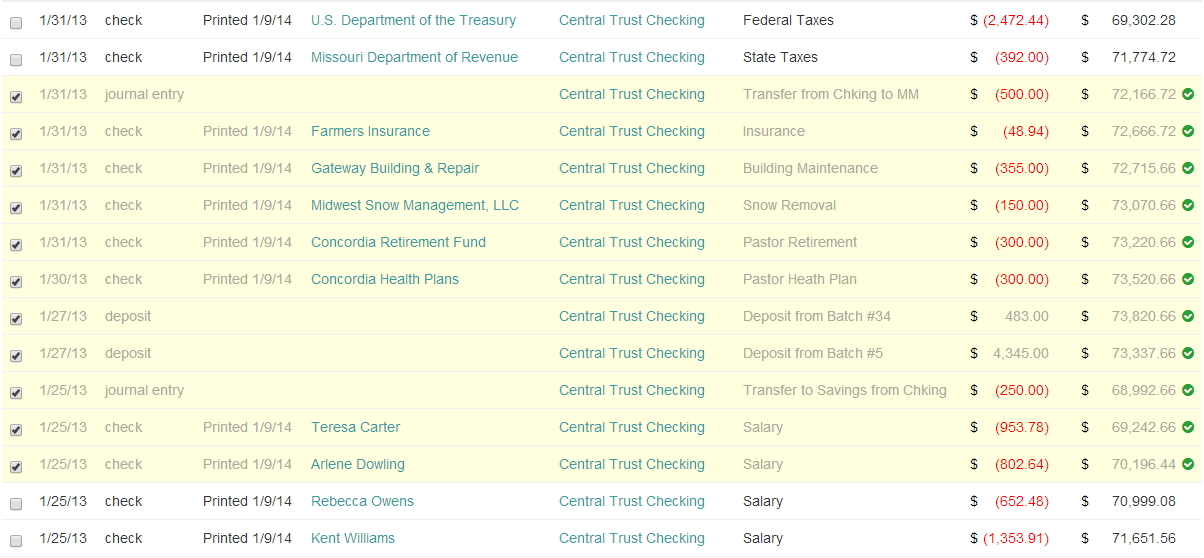 1/31/13 check Printed 1/9/14 U.S. Department of the Treasury Central Trust Checking Federal Taxes $ (2,472.44) $ 69,302.28
1/31/13 check Printed 1/9/14 Missouri Department of Revenue Central Trust Checking State Taxes $ (392.00) $ 71,774.72
1/31/13 journal entry Central Trust Checking Transfer from Chking to MM $ (500.00) $ 72,166.72
1/31/13 check Printed 1/9/14 Farmers Insurance Central Trust Checking Insurance $ (48.94) $ 72,666.72
1/31/13 check Printed 1/9/14 Gateway Building & Repair Central Trust Checking Building Maintenance $ (355.00) $ 72,715.66
1/31/13 check Printed 1/9/14 Midwest Snow Management, LLC Central Trust Checking Snow Removal $ (150.00) $ 73,070.66
1/31/13 check Printed 1/9/14 Concordia Retirement Fund Central Trust Checking Pastor Retirement $ (300.00) $ 73,220.66
1/30/13 check Printed 1/9/14 Concordia Health Plans Central Trust Checking Pastor Heath Plan $ (300.00) $ 73,520.66
1/27/13 deposit Central Trust Checking Deposit from Batch #34 $ 483.00 $ 73,820.66
1/27/13 deposit Central Trust Checking Deposit from Batch #5 $ 4,345.00 $ 73,337.66
1/25/13 journal entry Central Trust Checking Transfer to Savings from Chking $ (250.00) $ 68,992.66
1/25/13 check Printed 1/9/14 Teresa Carter Central Trust Checking Salary $ (953.78) $ 69,242.66
1/25/13 check Printed 1/9/14 Arlene Dowling Central Trust Checking Salary $ (802.64) $ 70,196.44
1/25/13 check Printed 1/9/14 Rebecca Owens Central Trust Checking Salary $ (652.48) $ 70,999.08
1/25/13 check Printed 1/9/14 Kent Williams Central Trust Checking Salary $ (1,353.91) $ 71,651.56